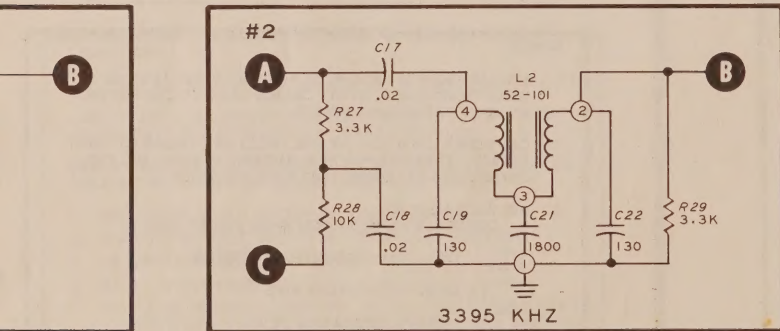 B
#2
C17
A
B
L2
.02
52-101
4
2
R27
3.3K
3
R28
10K
C18
C19
C21
C22
R29
3.3K
.02
130
1800
130
C
1
3395 KHZ